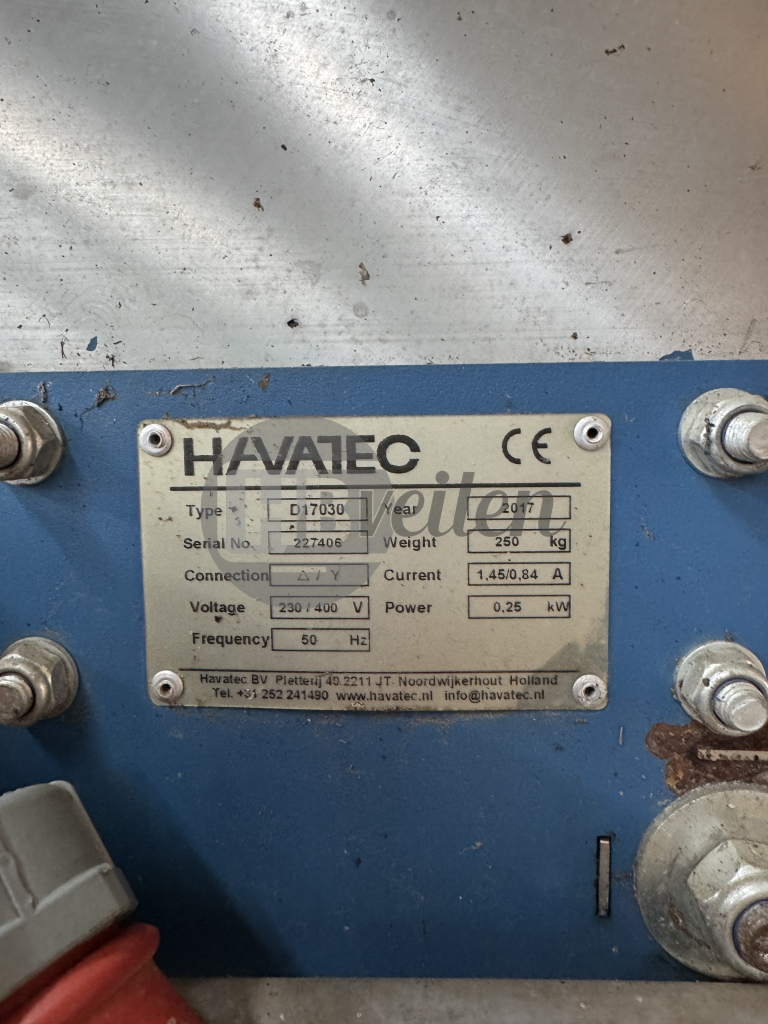 HAVATEC CE
Type D17030 Year 2017
Serial No. 227406 Weight 250 kg
Connection △ / Y Current 1,45/0,84 A
Voltage 230 / 400 V Power 0,25 kW
Frequency 50 Hz
Havatec BV Pletterij 40 2211 JT Noordwijkerhout Holland
Tel. +31 252 241490 www.havatec.nl info@havatec.nl
HBveilen